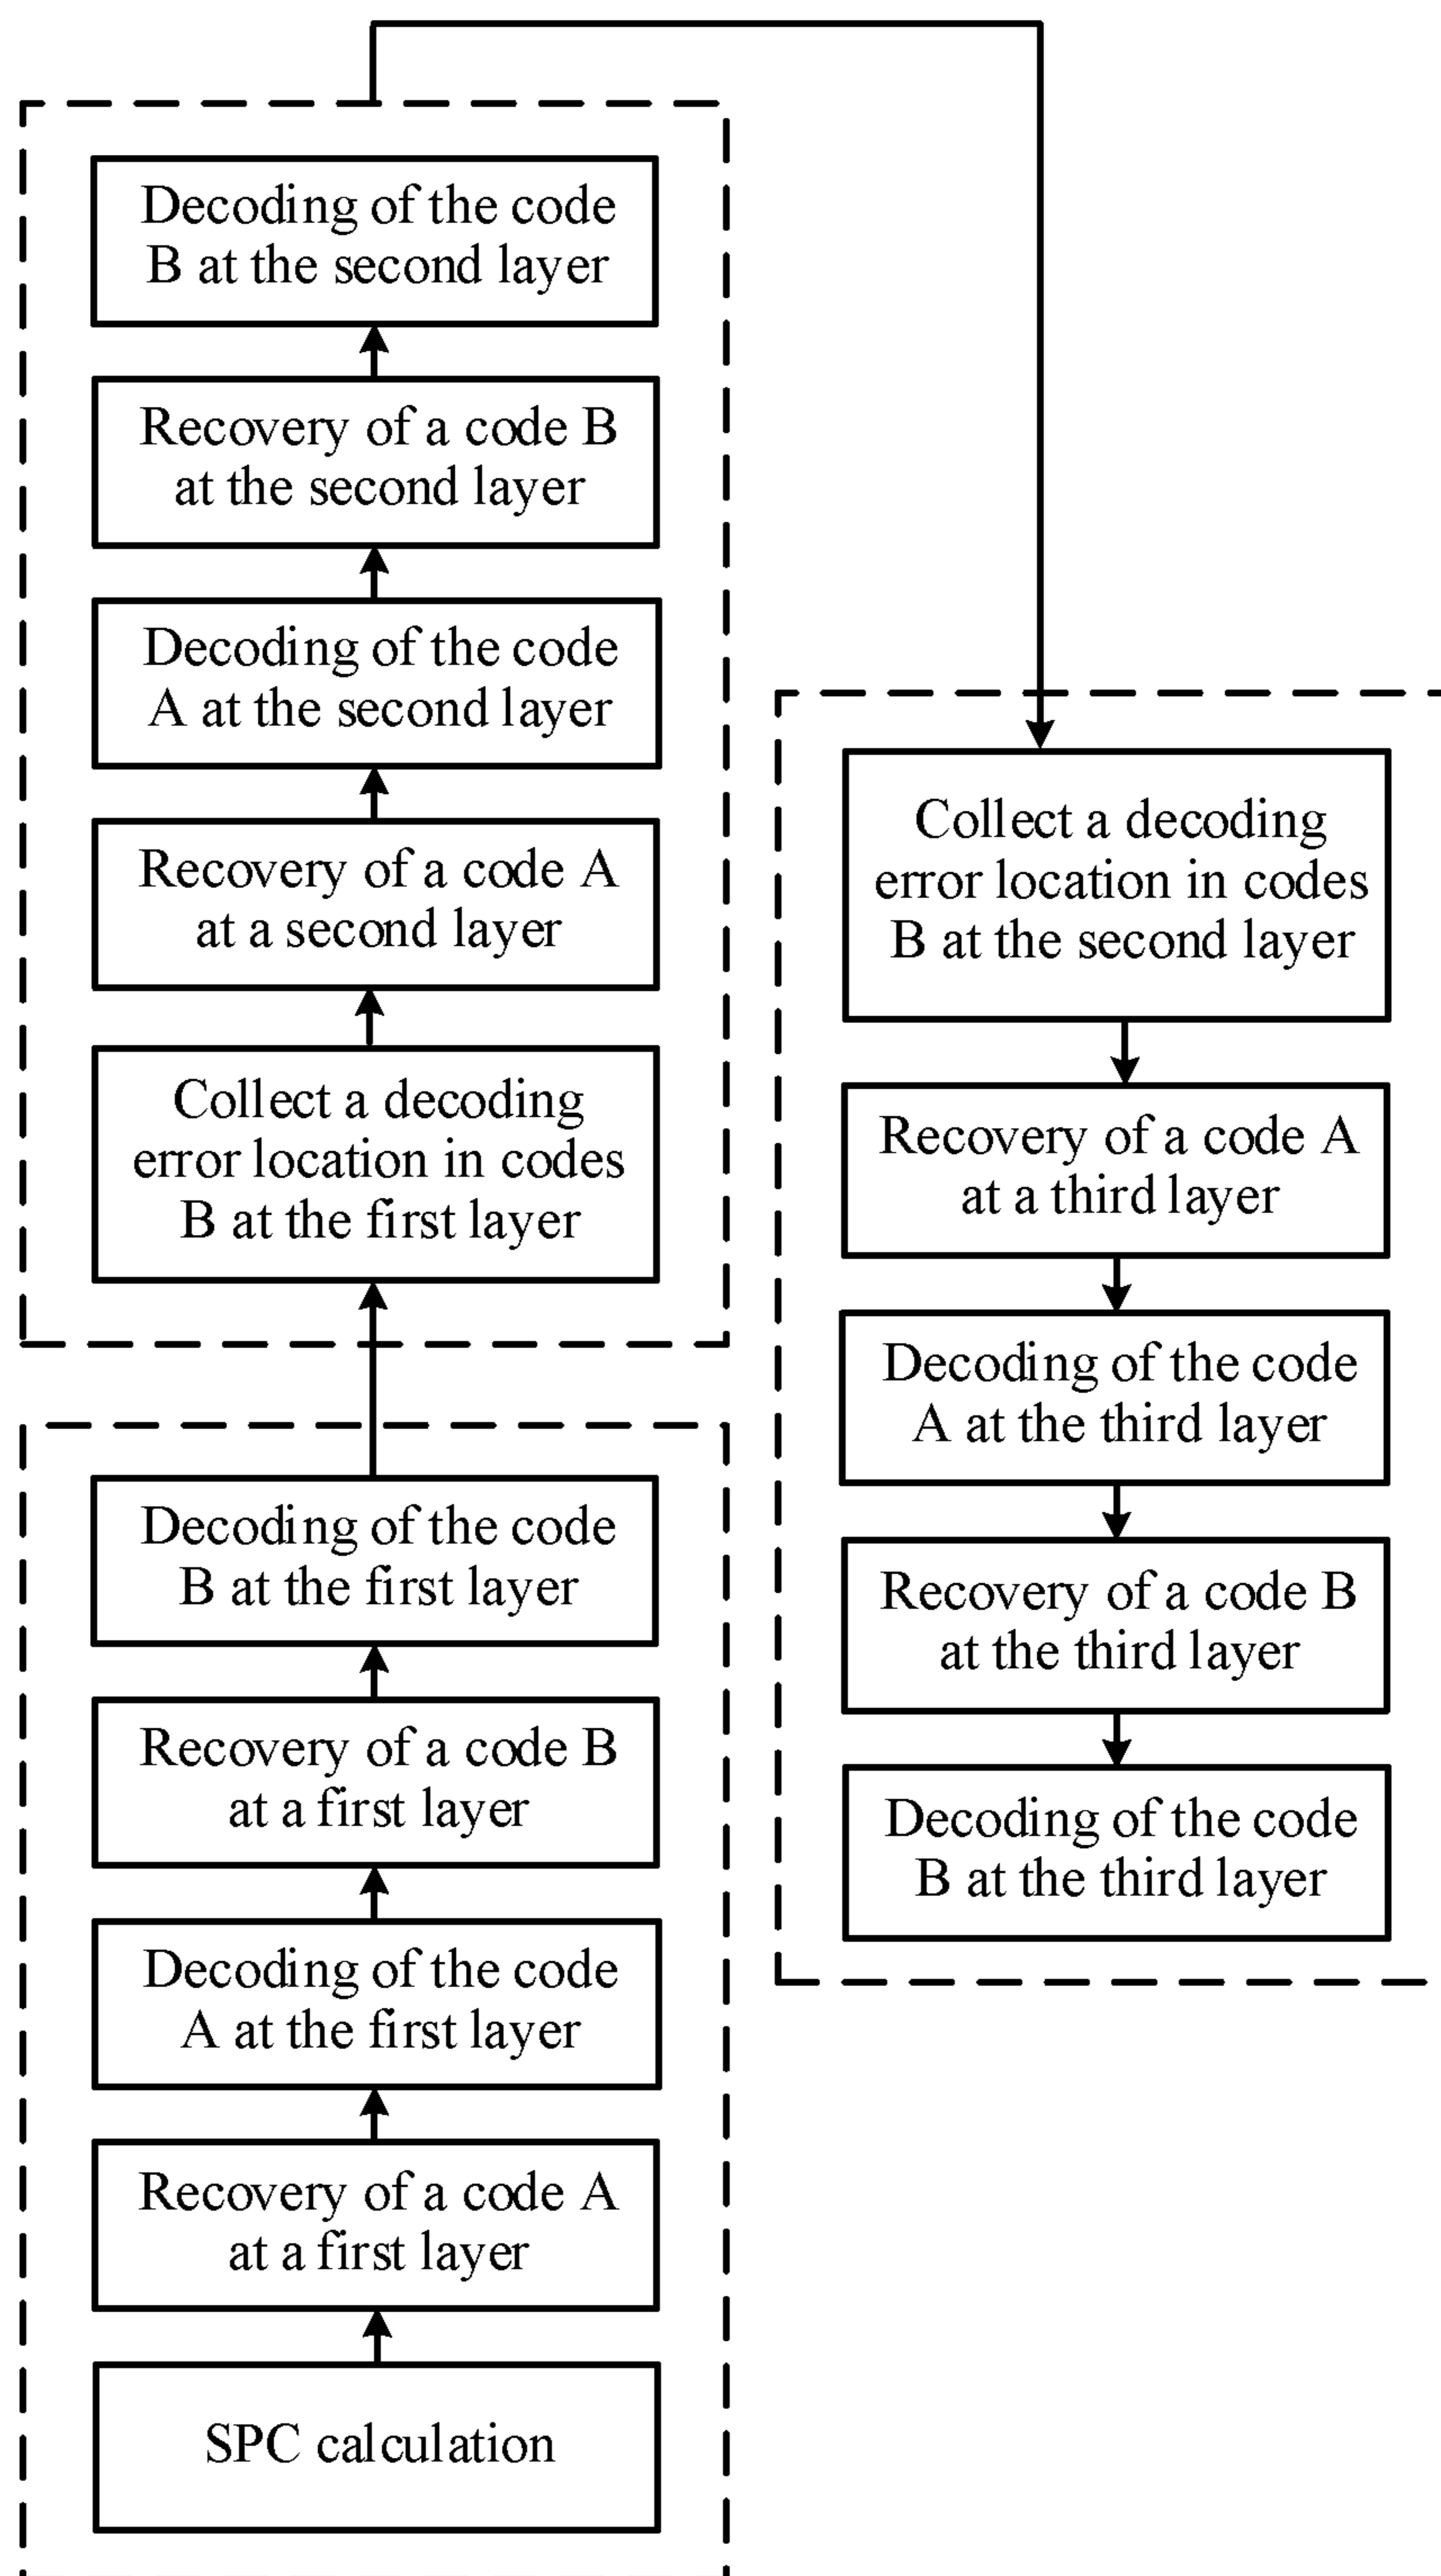 Decoding of the code
B at the second layer
Recovery of a code B
at the second layer
Decoding of the code
A at the second layer
Recovery of a code A
at a second layer
Collect a decoding
error location in codes
B at the first layer
Decoding of the code
B at the first layer
Recovery of a code B
at a first layer
Decoding of the code
A at the first layer
Recovery of a code A
at a first layer
SPC calculation
Collect a decoding
error location in codes
B at the second layer
Recovery of a code A
at a third layer
Decoding of the code
A at the third layer
Recovery of a code B
at the third layer
Decoding of the code
B at the third layer